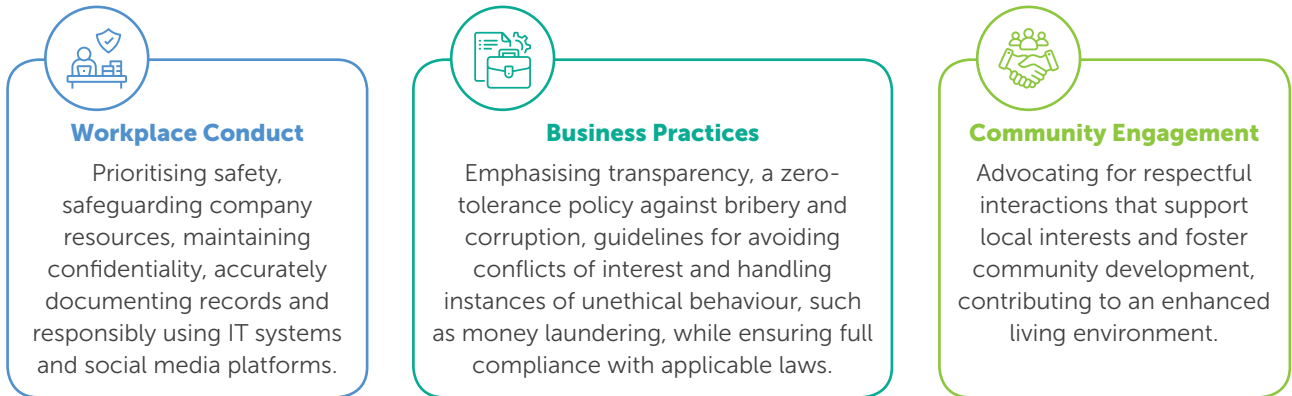 Workplace Conduct
Prioritising safety,
safeguarding company
resources, maintaining
confidentiality, accurately
documenting records and
responsibly using IT systems
and social media platforms.
Business Practices
Emphasising transparency, a zero-
tolerance policy against bribery and
corruption, guidelines for avoiding
conflicts of interest and handling
instances of unethical behaviour, such
as money laundering, while ensuring full
compliance with applicable laws.
Community Engagement
Advocating for respectful
interactions that support
local interests and foster
community development,
contributing to an enhanced
living environment.